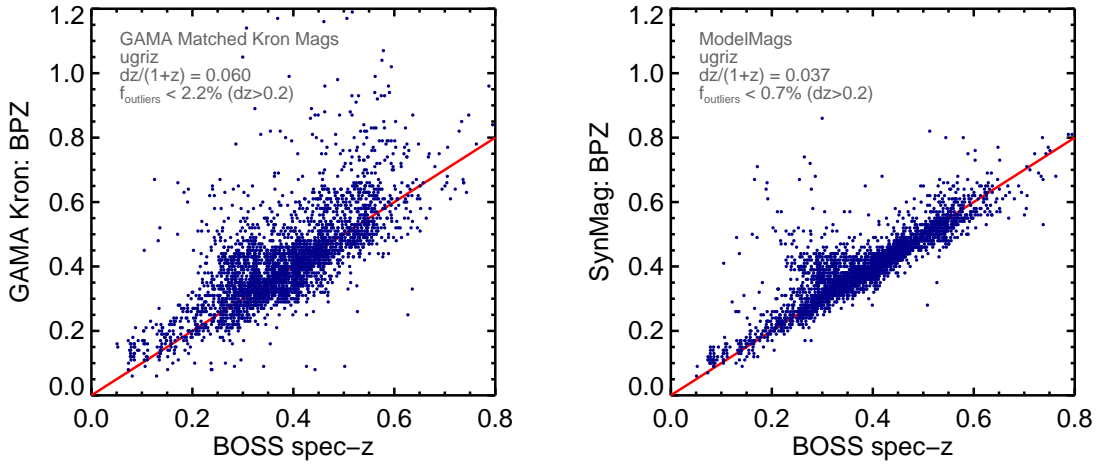 GAMA Matched Kron Mags
ugriz
dz/(1+z) = 0.060
foutliers < 2.2% (dz>0.2)
GAMA Kron: BPZ
1.2
1.0
0.8
0.6
0.4
0.2
0.0
0.0 0.2 0.4 0.6 0.8
BOSS spec−z
ModelMags
ugriz
dz/(1+z) = 0.037
foutliers < 0.7% (dz>0.2)
SynMag: BPZ
1.2
1.0
0.8
0.6
0.4
0.2
0.0
0.0 0.2 0.4 0.6 0.8
BOSS spec−z